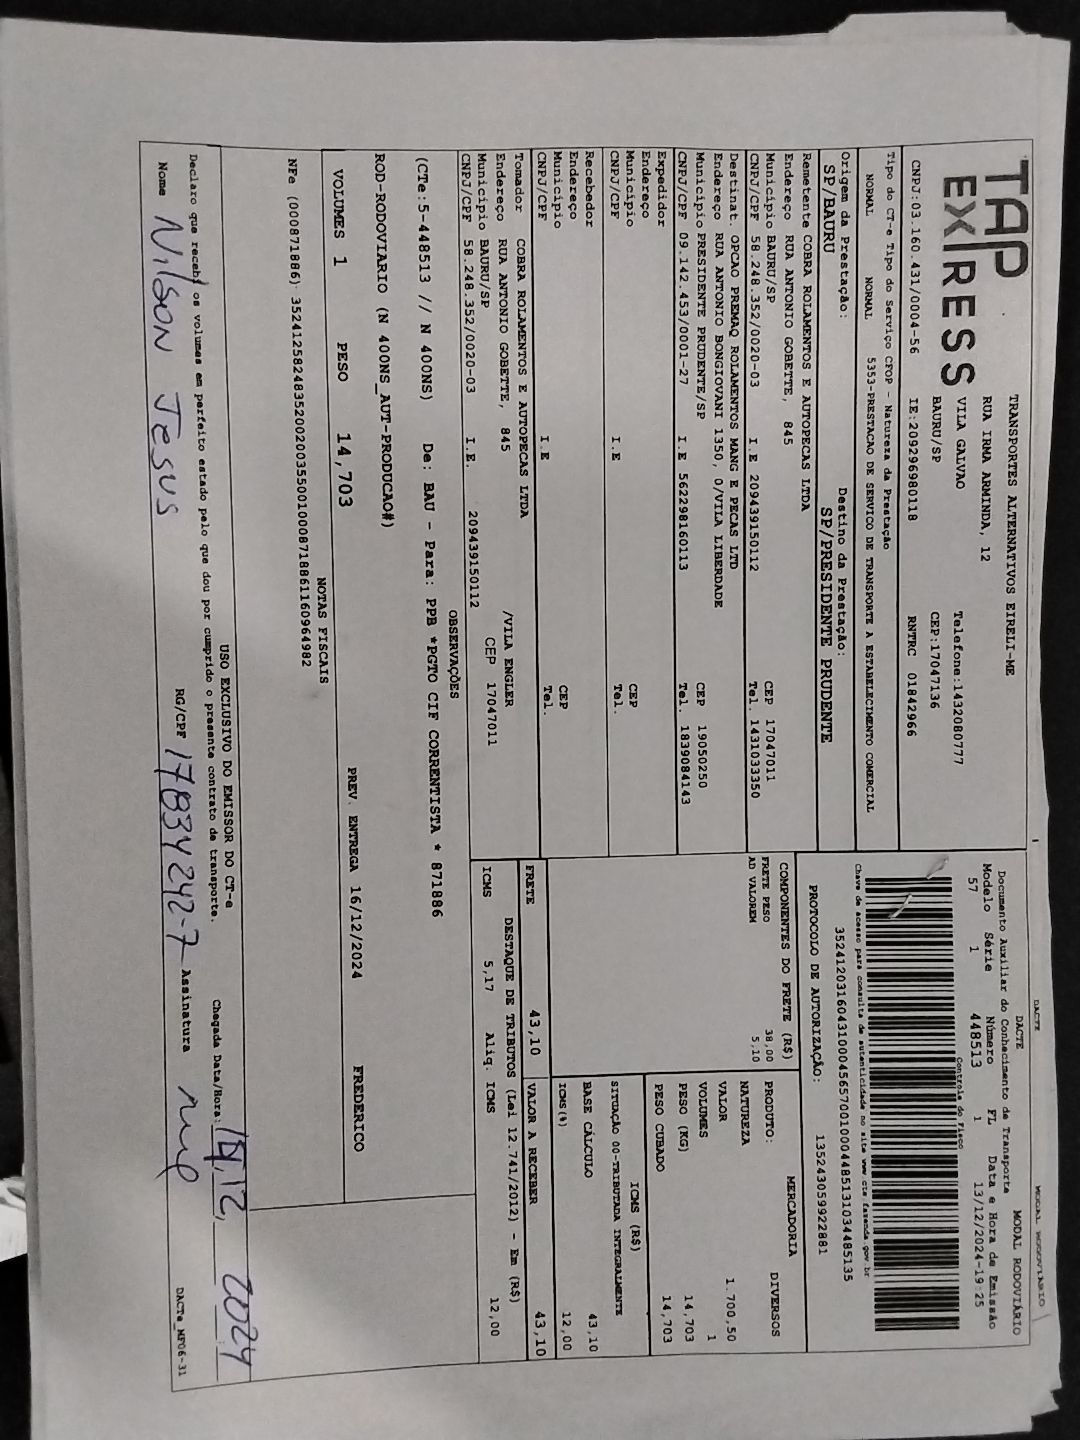 DACTE MODAL RODOVIÁRIO
TAP EXPRESS
TRANSPORTES ALTERNATIVOS EIRELI-ME
RUA IRMA ARMINDA, 12
VILA GALVAO Telefone:1432080777
BAURU/SP CEP:17047136
CNPJ:03.160.431/0004-56 IE:209296980118 RNTRC 01842966
DACTE MODAL RODOVIÁRIO
Documento Auxiliar do Conhecimento de Transporte
Modelo Série Número FL Data e Hora de Emissão
57 1 448513 1 13/12/2024-19:25
Controle do Fisco
Chave de acesso para consulta de autenticidade no site www.cte.fazenda.gov.br
35241203160431000456570010004485131034485135
PROTOCOLO DE AUTORIZAÇÃO: 135243059922881
Tipo do CT-e Tipo do Serviço CFOP - Natureza da Prestação
NORMAL NORMAL 5353-PRESTACAO DE SERVICO DE TRANSPORTE A ESTABELECIMENTO COMERCIAL
Origem da Prestação: Destino da Prestação:
SP/BAURU SP/PRESIDENTE PRUDENTE
Remetente COBRA ROLAMENTOS E AUTOPECAS LTDA
Endereço RUA ANTONIO GOBETTE, 845
Município BAURU/SP CEP 17047011
CNPJ/CPF 58.248.352/0020-03 I.E 209439150112 Tel. 1431033350
Destinat. OPCAO PREMAQ ROLAMENTOS MANG E PECAS LTD
Endereço RUA ANTONIO BONGIOVANI 1350, 0/VILA LIBERDADE
Município PRESIDENTE PRUDENTE/SP CEP 19050250
CNPJ/CPF 09.142.453/0001-27 I.E 562298160113 Tel. 1839084143
Expedidor
Endereço
Município CEP
CNPJ/CPF I.E Tel.
Recebedor
Endereço
Município CEP
CNPJ/CPF I.E Tel.
Tomador COBRA ROLAMENTOS E AUTOPECAS LTDA
Endereço RUA ANTONIO GOBETTE, 845 /VILA ENGLER
Município BAURU/SP CEP 17047011
CNPJ/CPF 58.248.352/0020-03 I.E. 209439150112
COMPONENTES DO FRETE (R$)
FRETE PESO 38,00
AD VALOREM 5,10
MERCADORIA
PRODUTO: DIVERSOS
NATUREZA
VALOR 1.700,50
VOLUMES 1
PESO (KG) 14,703
PESO CUBADO 14,703
ICMS (R$)
SITUAÇÃO 00-TRIBUTADA INTEGRALMENTE
BASE CÁLCULO 43,10
ICMS(%) 12,00
FRETE 43,10 VALOR A RECEBER 43,10
DESTAQUE DE TRIBUTOS (Lei 12.741/2012) - Em (R$)
ICMS 5,17 Aliq. ICMS 12,00
OBSERVAÇÕES
(CTe:5-448513 // N 400NS) De: BAU - Para: PPB *PGTO CIF CORRENTISTA * 871886
ROD-RODOVIARIO (N 400NS_AUT-PRODUCAO#)
VOLUMES 1 PESO 14,703 PREV. ENTREGA 16/12/2024 FREDERICO
NOTAS FISCAIS
NFe (000871886) 35241258248352002003550010008718861160964982
USO EXCLUSIVO DO EMISSOR DO CT-e
Declaro que recebi os volumes em perfeito estado pelo que dou por cumprido o presente contrato de transporte. Chegada Data/Hora: 12, 2024
Nome Nilson Jesus RG/CPF 17834242-7 Assinatura
DACTe_MF06-31